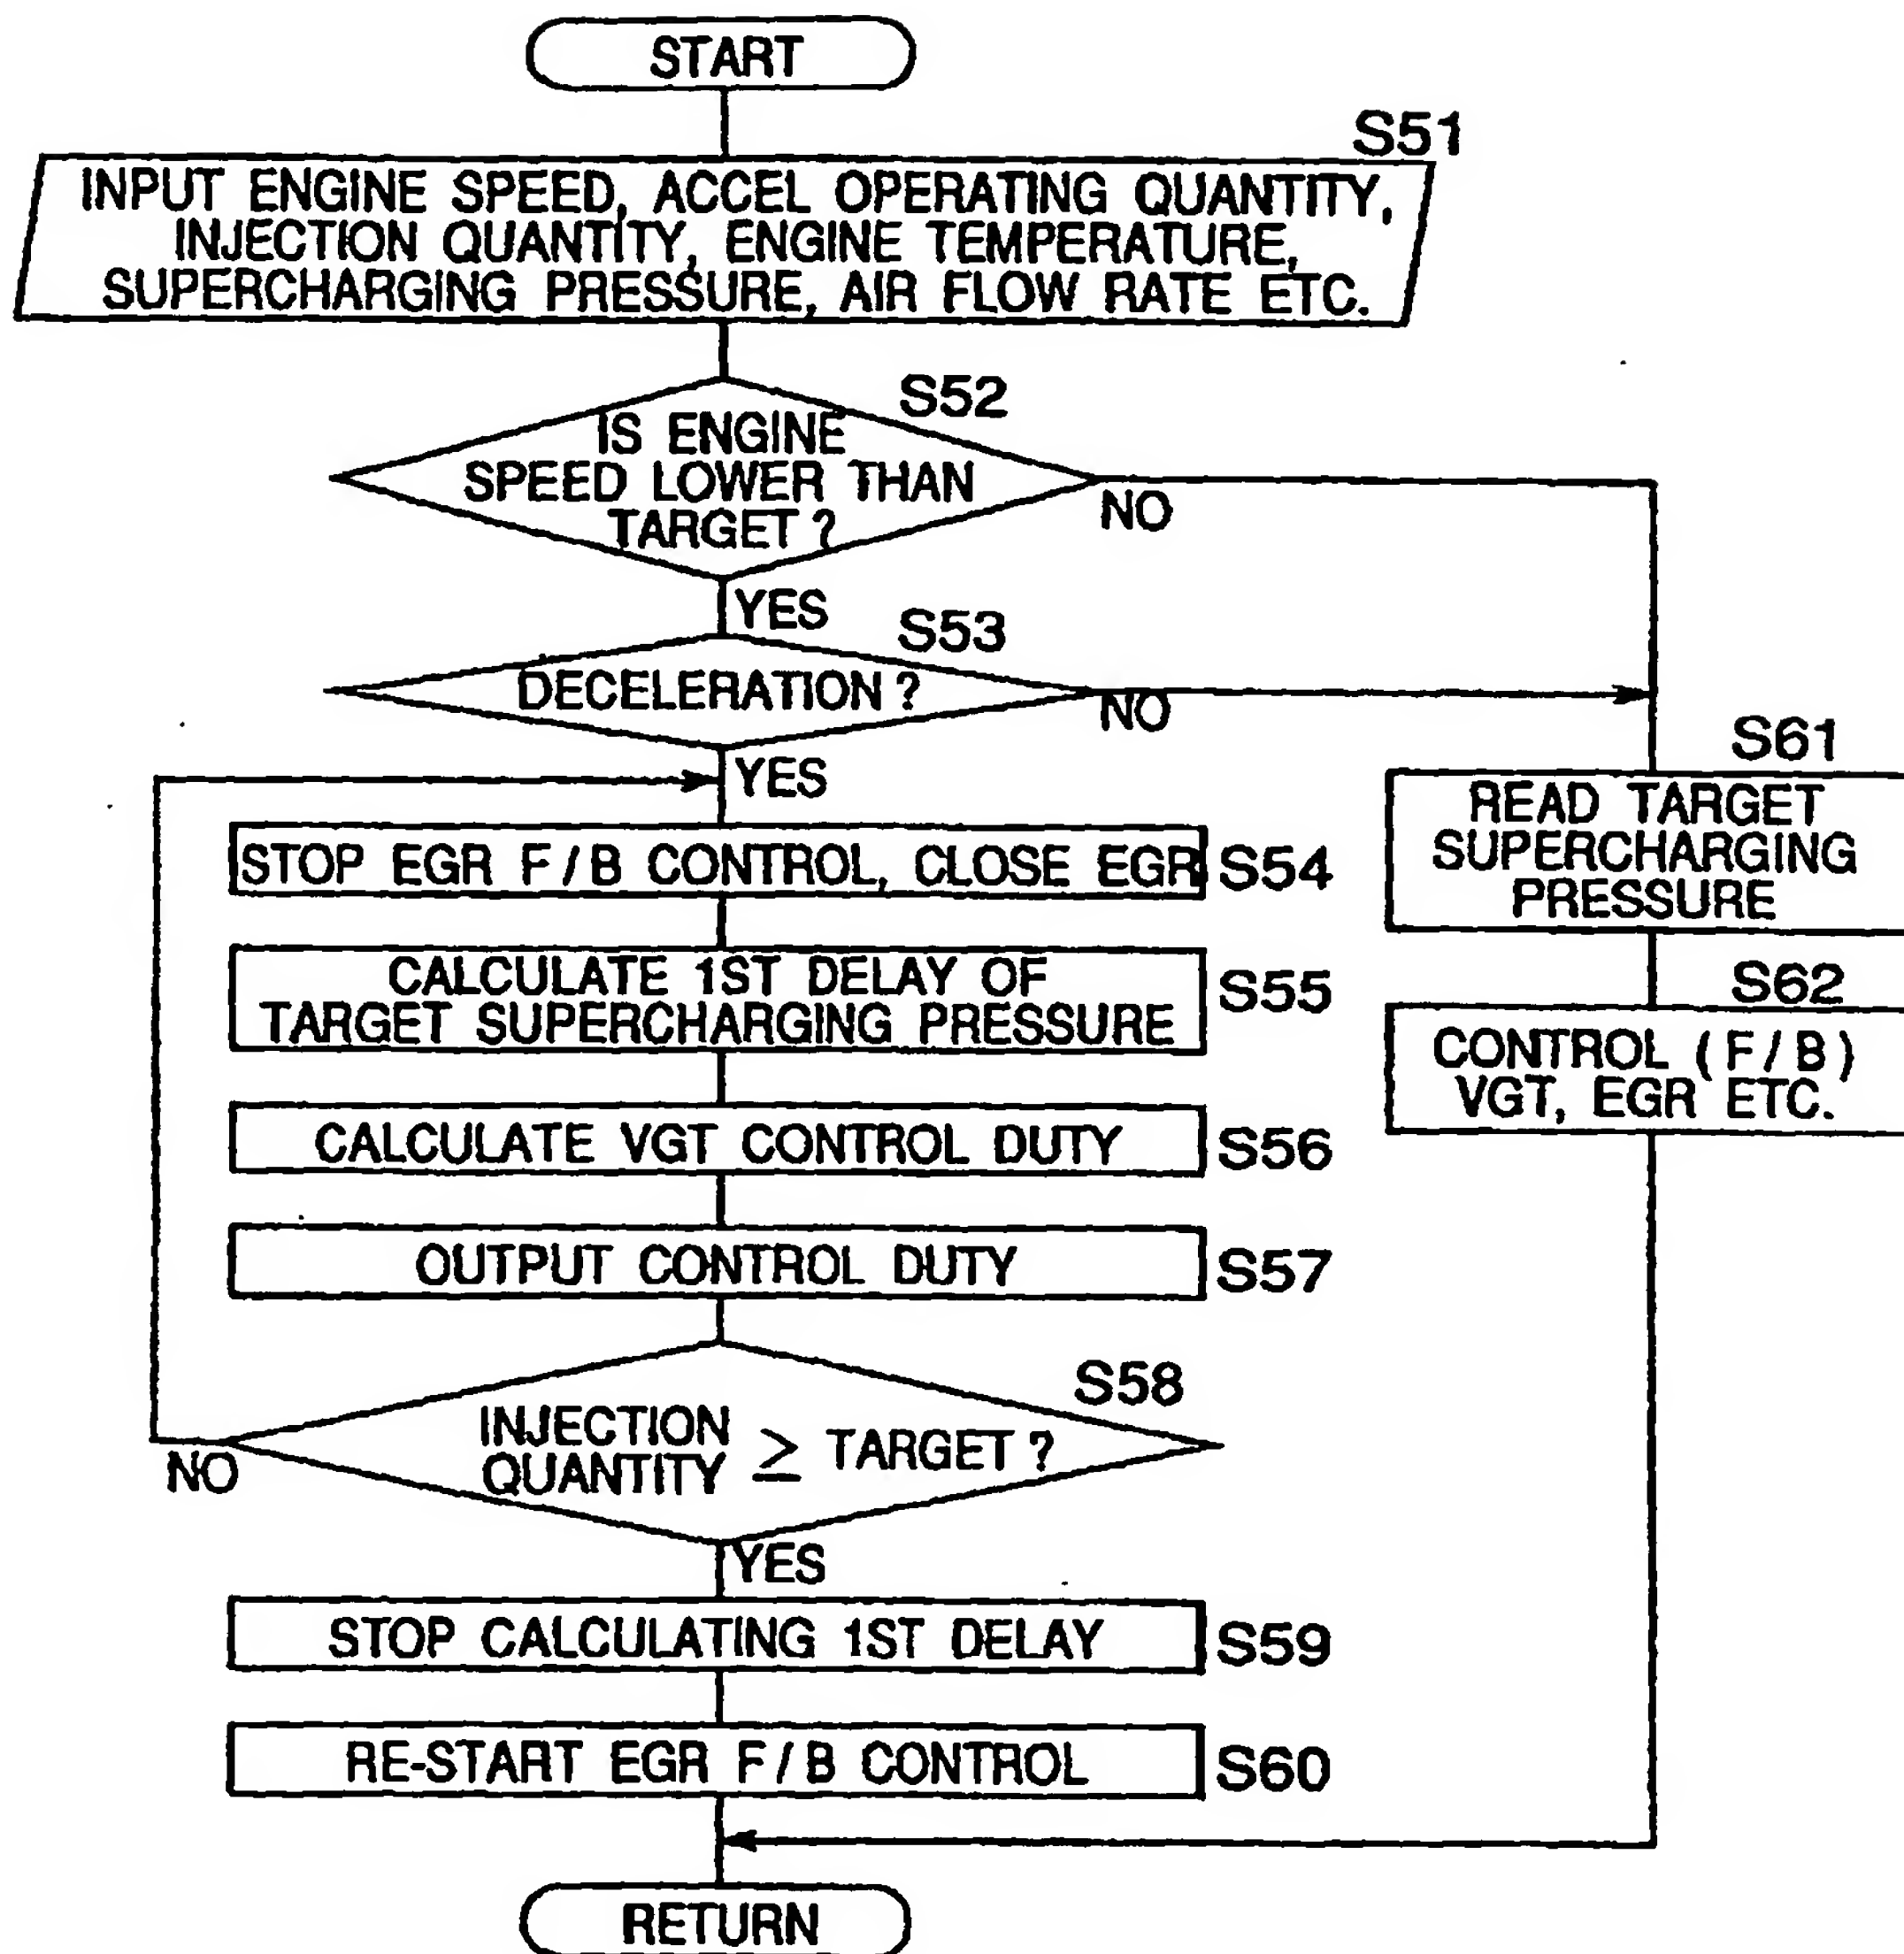 START
S51
INPUT ENGINE SPEED, ACCEL OPERATING QUANTITY,
INJECTION QUANTITY, ENGINE TEMPERATURE,
SUPERCHARGING PRESSURE, AIR FLOW RATE ETC.
S52
IS ENGINE
SPEED LOWER THAN
TARGET ?
NO
YES
S53
DECELERATION ?
NO
YES
S54
STOP EGR F/B CONTROL, CLOSE EGR
S55
CALCULATE 1ST DELAY OF
TARGET SUPERCHARGING PRESSURE
S56
CALCULATE VGT CONTROL DUTY
S57
OUTPUT CONTROL DUTY
S58
INJECTION
QUANTITY ≥ TARGET ?
NO
YES
S59
STOP CALCULATING 1ST DELAY
S60
RE-START EGR F/B CONTROL
S61
READ TARGET
SUPERCHARGING
PRESSURE
S62
CONTROL (F/B)
VGT, EGR ETC.
RETURN